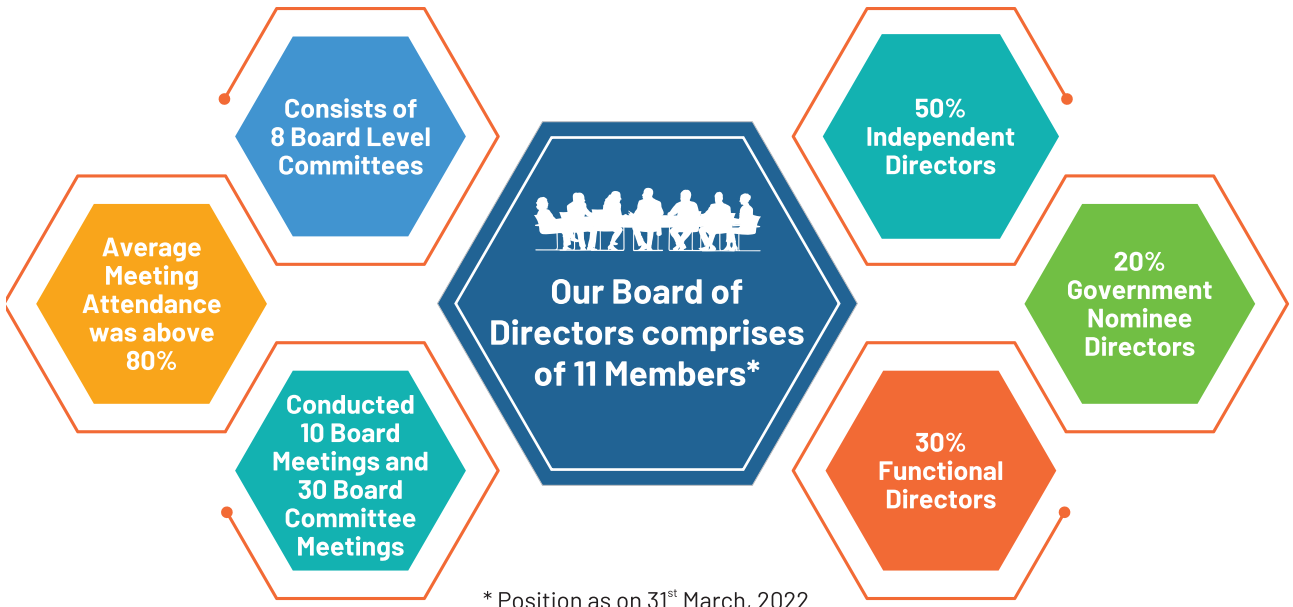 Consists of
8 Board Level
Committees
Average
Meeting
Attendance
was above
80%
Conducted
10 Board
Meetings and
30 Board
Committee
Meetings
Our Board of
Directors comprises
of 11 Members*
50%
Independent
Directors
20%
Government
Nominee
Directors
30%
Functional
Directors
* Position as on 31st March, 2022